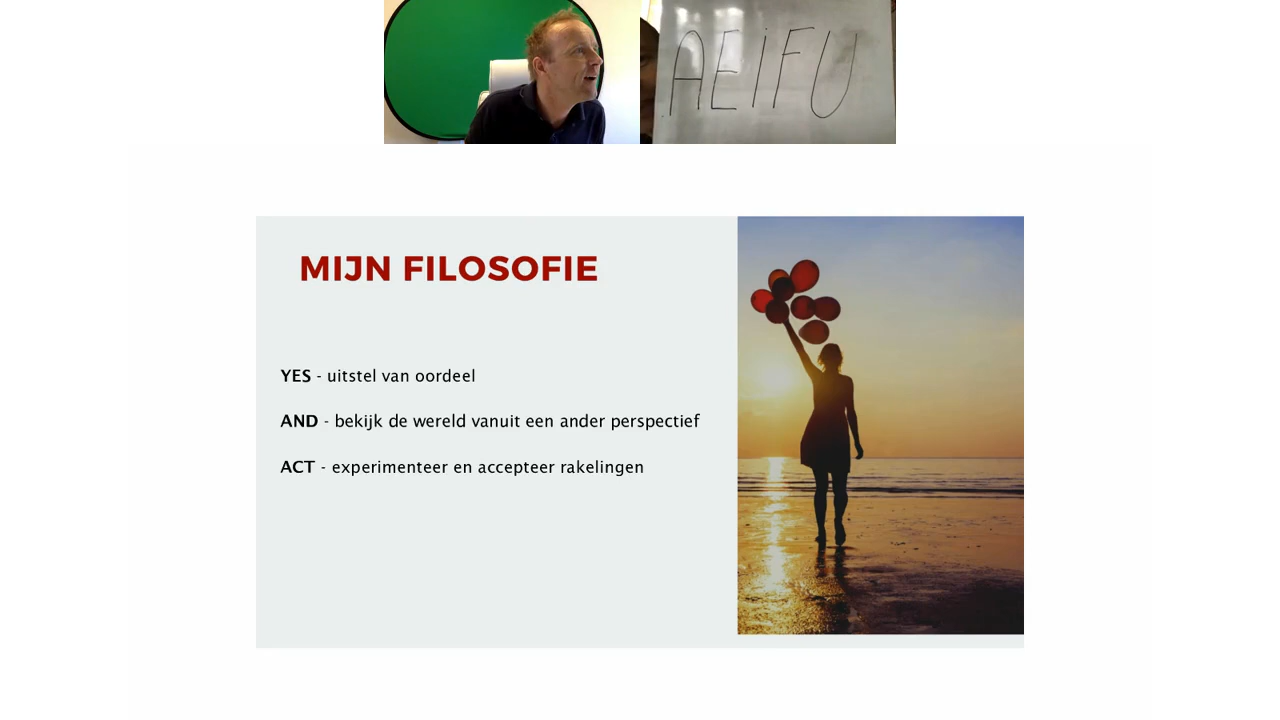 AEiFU
MIJN FILOSOFIE
YES - uitstel van oordeel
AND - bekijk de wereld vanuit een ander perspectief
ACT - experimenteer en accepteer rakelingen